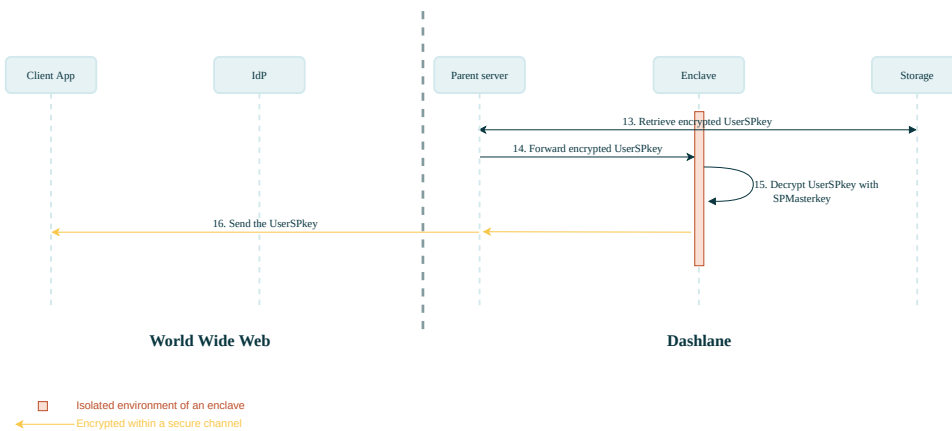 Client App
IdP
Parent server
Enclave
Storage
13. Retrieve encrypted UserSPkey
14. Forward encrypted UserSPkey
15. Decrypt UserSPkey with
SPMasterkey
16. Send the UserSPkey
World Wide Web
Dashlane
Isolated environment of an enclave
Encrypted within a secure channel